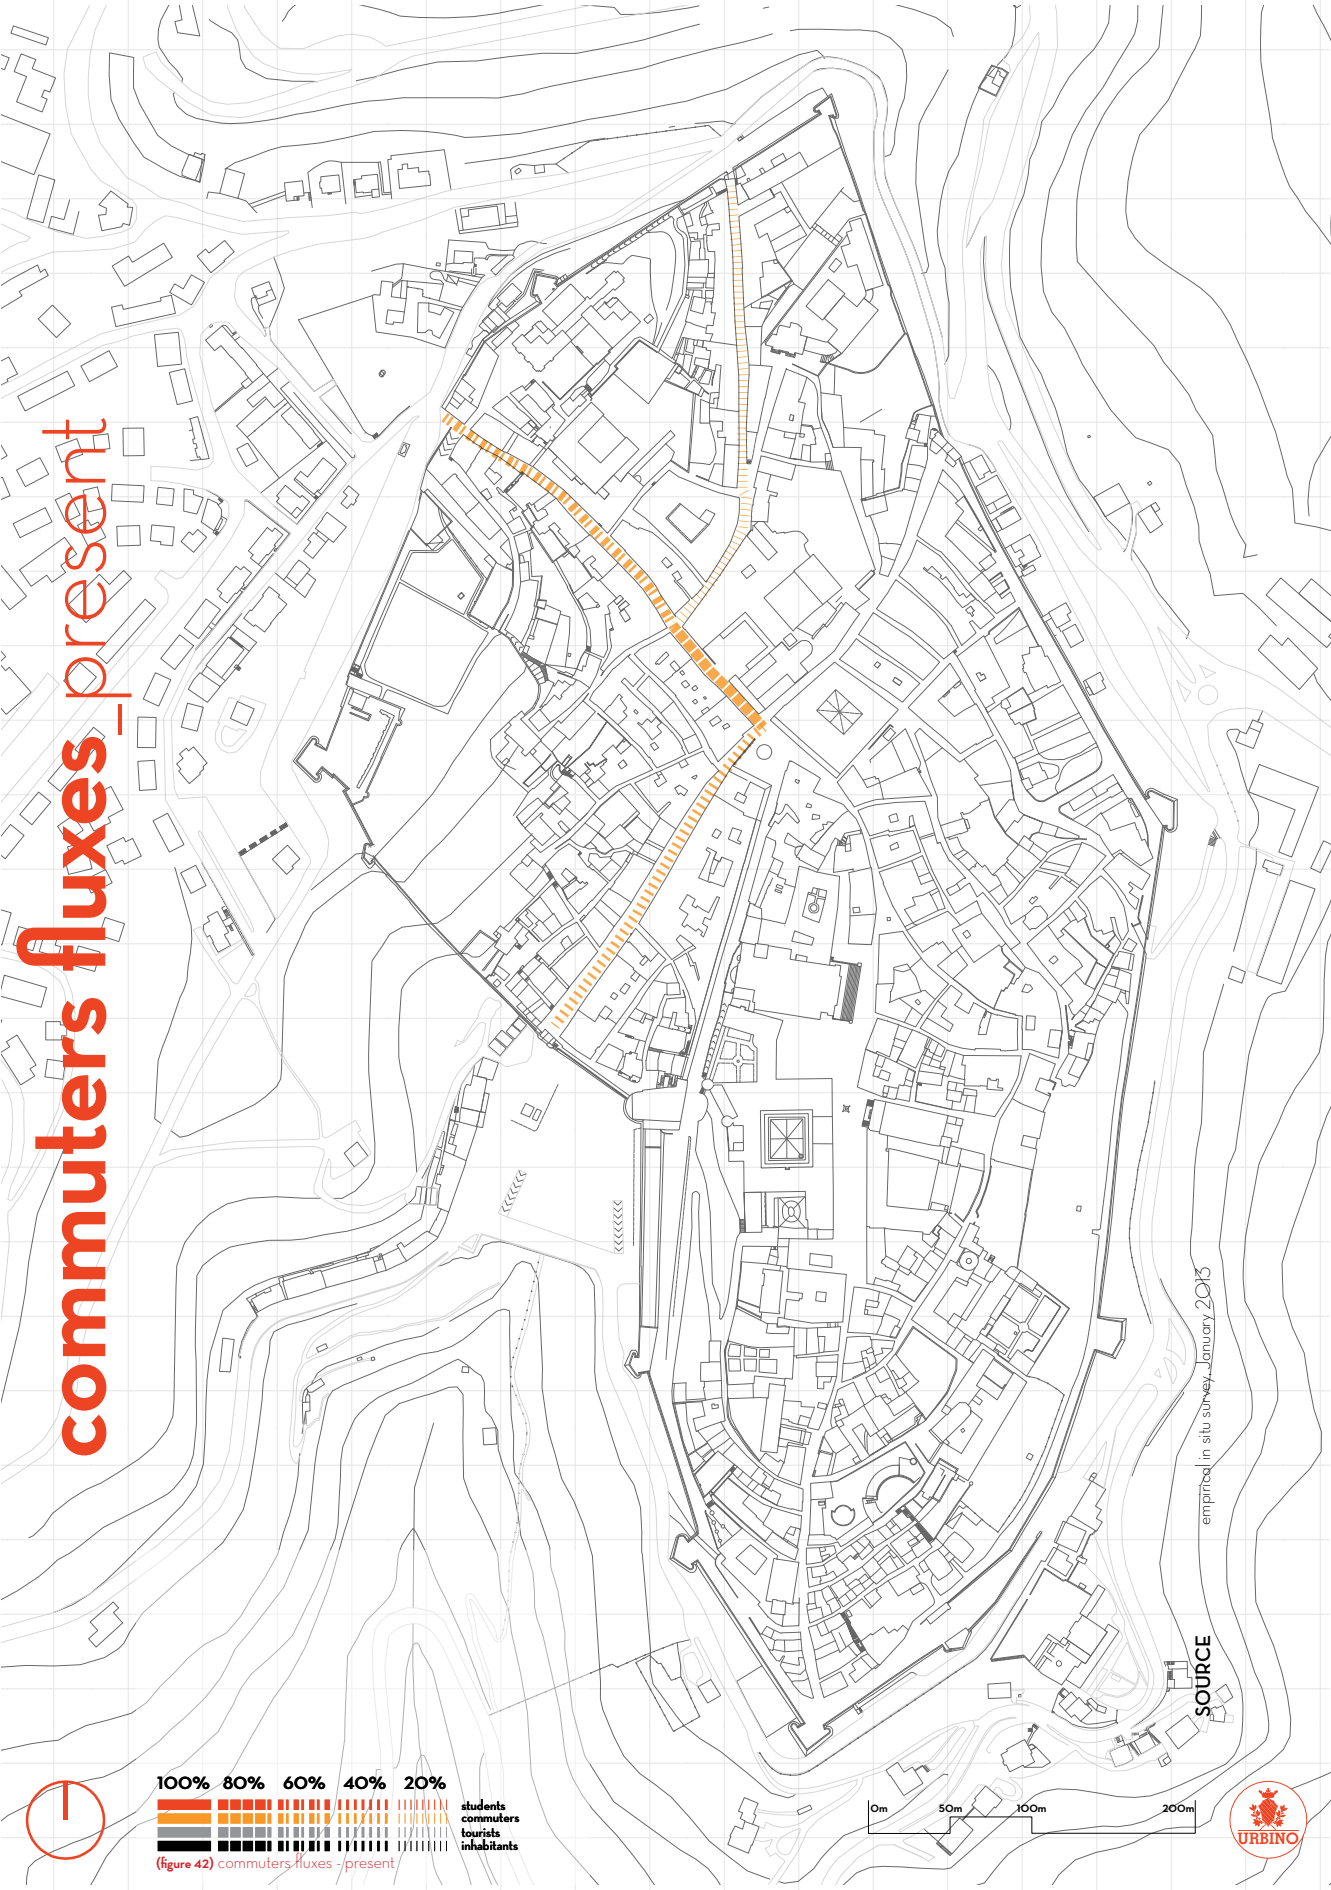 commuters fluxes_present
100% 80% 60% 40% 20%
students
commuters
tourists
inhabitants
(figure 42) commuters fluxes - present
0m 50m 100m 200m
SOURCE
empirical in situ survey, January 2013
URBINO